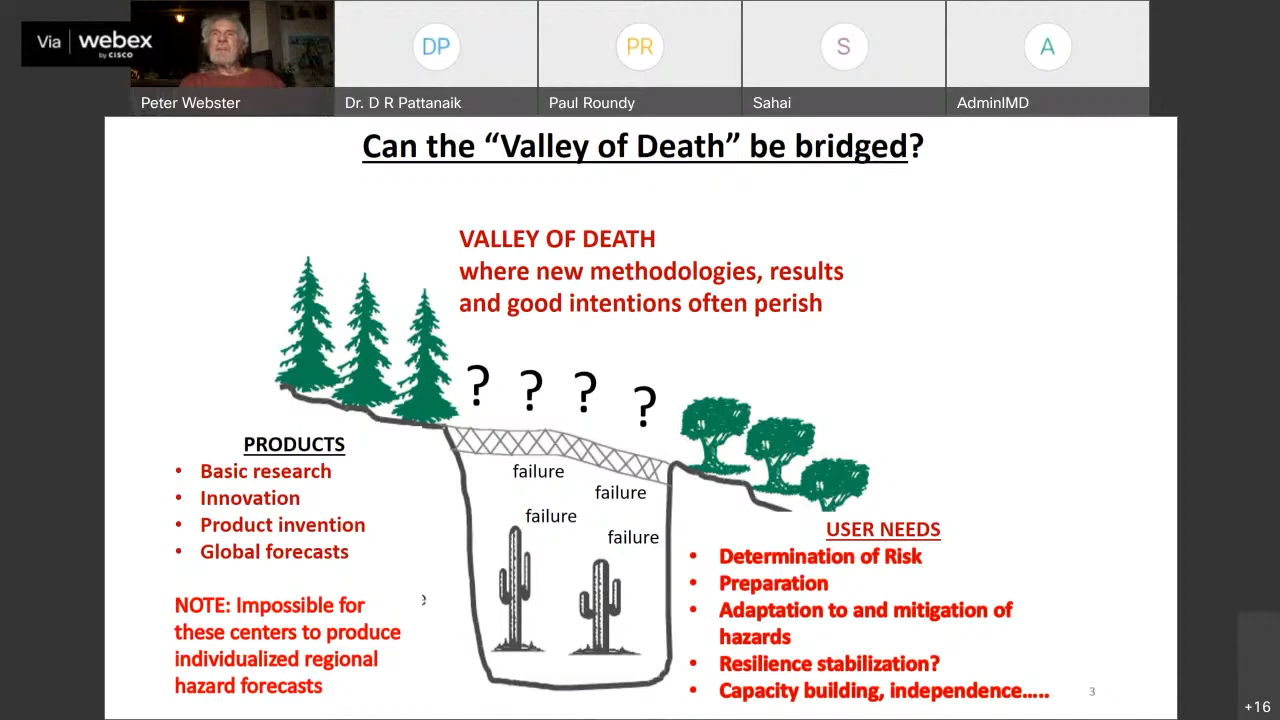 Via webex
by CISCO
DP
PR
S
A
Peter Webster
Dr. D R Pattanaik
Paul Roundy
Sahai
AdminIMD
Can the “Valley of Death” be bridged?
VALLEY OF DEATH
where new methodologies, results
and good intentions often perish
? ? ? ?
PRODUCTS
• Basic research
• Innovation
• Product invention
• Global forecasts
NOTE: Impossible for
these centers to produce
individualized regional
hazard forecasts
e
failure
failure
failure
failure
USER NEEDS
• Determination of Risk
• Preparation
• Adaptation to and mitigation of
hazards
• Resilience stabilization?
• Capacity building, independence.....
3
+16